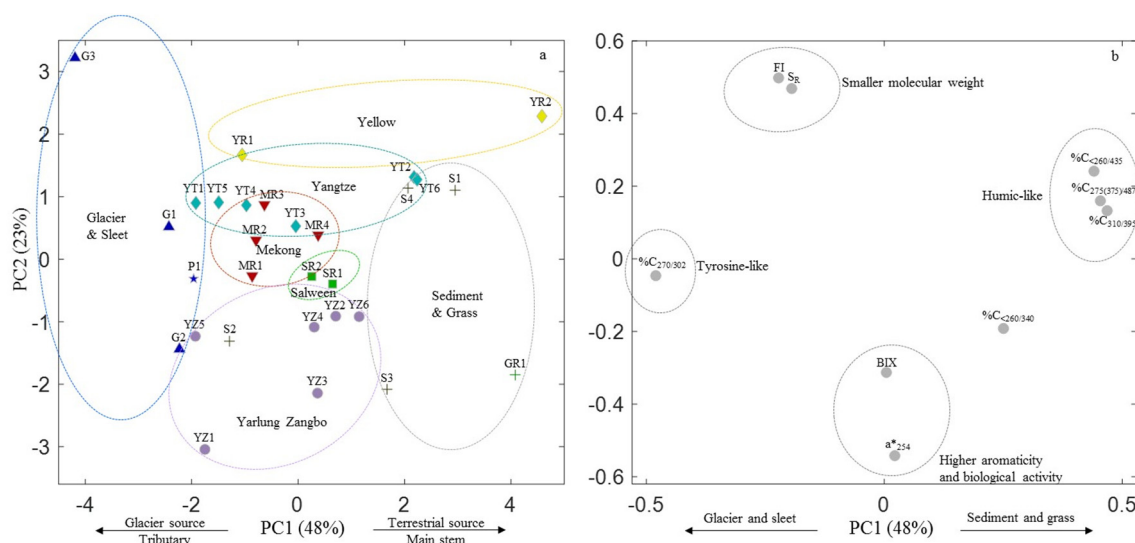 a
3
2
1
0
-1
-2
-3
PC2 (23%)
-4
-2
0
2
4
PC1 (48%)
Glacier source
Tributary
Terrestrial source
Main stem
G3
YR2
Yellow
YR1
YT2
S1
YT1
YT5
YT4
MR3
Yangtze
S4
YT6
Glacier
& Sleet
G1
YT3
MR4
MR2
Mekong
P1
MR1
SR2
SR1
Salween
Sediment
& Grass
YZ2
YZ6
YZ4
YZ5
S2
G2
GR1
YZ3
S3
Yarlung Zangbo
YZ1
b
0.6
0.4
0.2
0
-0.2
-0.4
-0.6
-0.5
0
0.5
PC1 (48%)
Glacier and sleet
Sediment and grass
FI
SR
Smaller molecular weight
%C<260/435
%C275(375)/487
%C310/395
Humic-like
%C270/302
Tyrosine-like
%C<260/340
BIX
a*254
Higher aromaticity
and biological activity